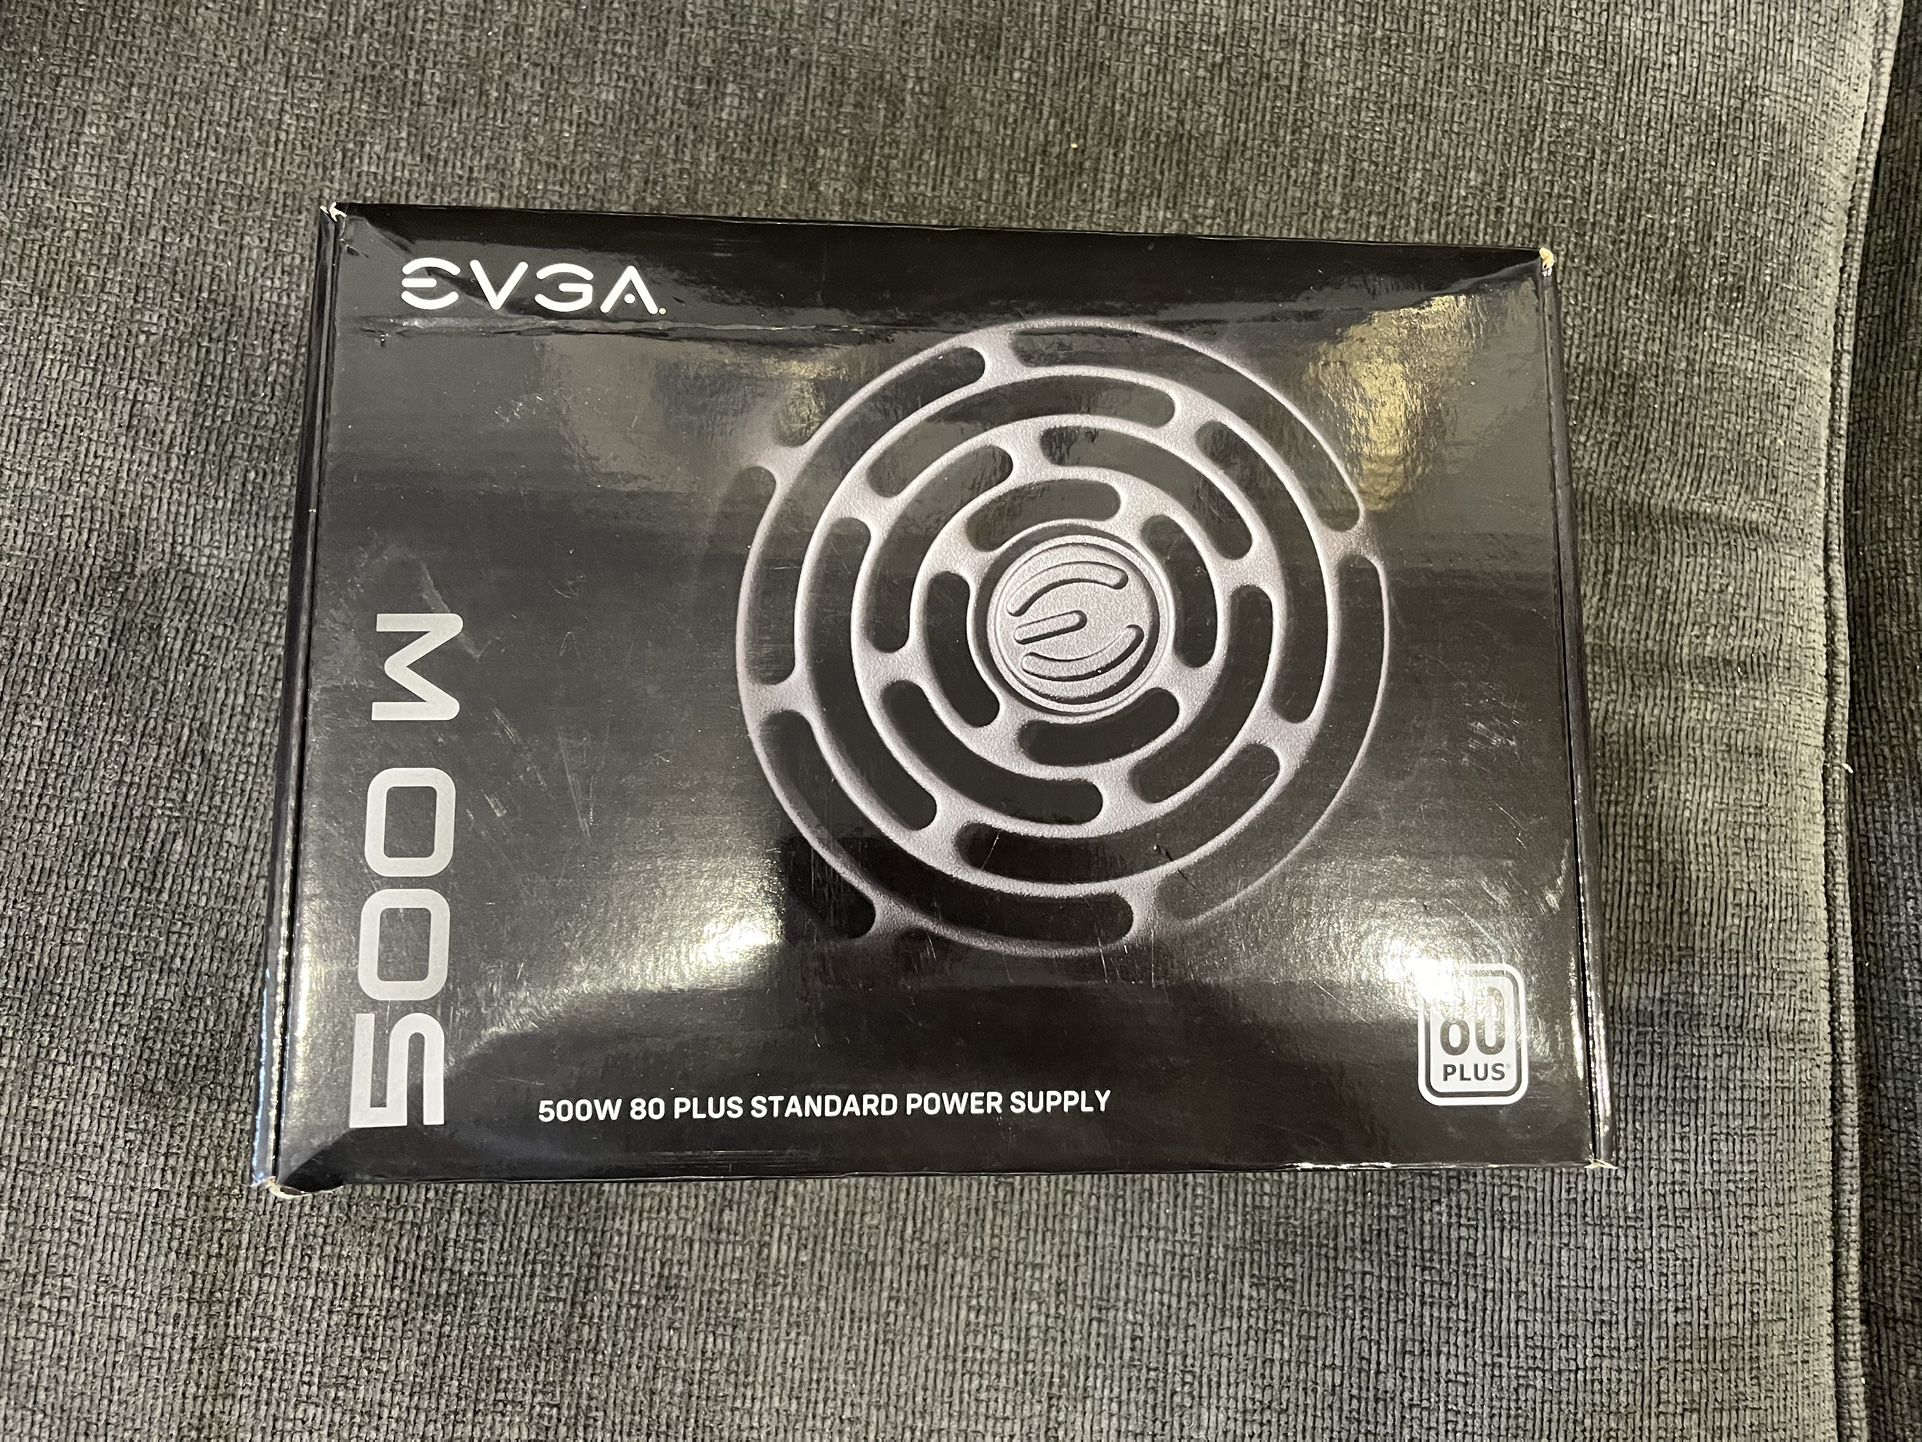 EVGA.
500 W
500W 80 PLUS STANDARD POWER SUPPLY
80
PLUS